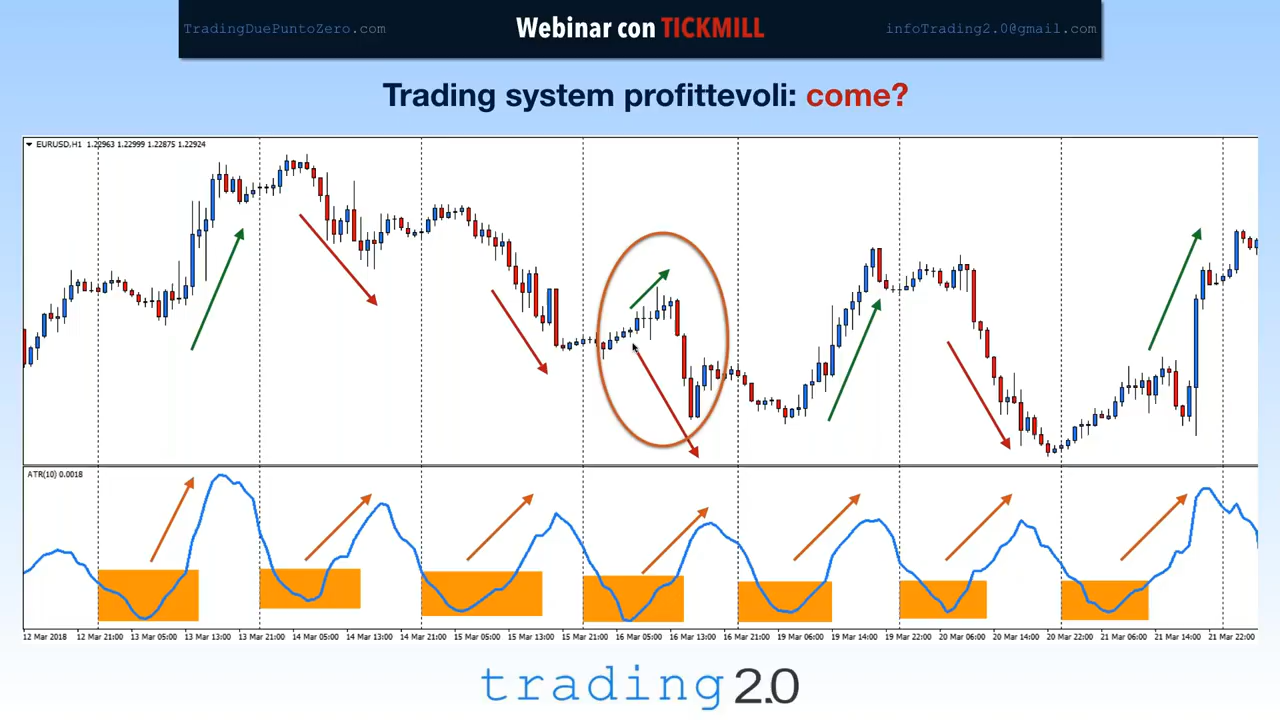 TradingDuePuntoZero.com
Webinar con TICKMILL
infoTrading2.0@gmail.com
Trading system profittevoli: come?
EURUSD,H1 1.22963 1.22999 1.22875 1.22924
ATR(10) 0.0018
12 Mar 2018 12 Mar 21:00 13 Mar 05:00 13 Mar 13:00 13 Mar 21:00 14 Mar 05:00 14 Mar 13:00 14 Mar 21:00 15 Mar 05:00 15 Mar 13:00 15 Mar 21:00 16 Mar 05:00 16 Mar 13:00 16 Mar 21:00 19 Mar 06:00 19 Mar 14:00 19 Mar 22:00 20 Mar 06:00 20 Mar 14:00 20 Mar 22:00 21 Mar 06:00 21 Mar 14:00 21 Mar 22:00
trading 2.0